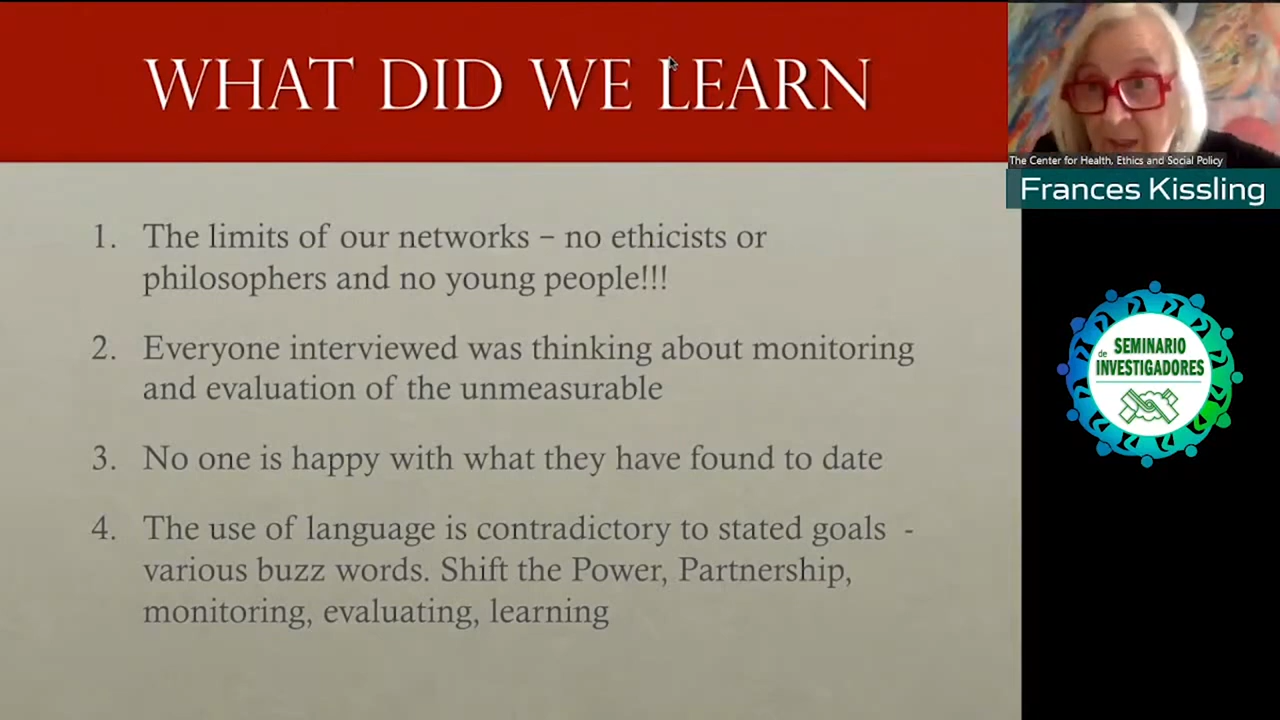 WHAT DID WE LEARN
1. The limits of our networks – no ethicists or
philosophers and no young people!!!
2. Everyone interviewed was thinking about monitoring
and evaluation of the unmeasurable
3. No one is happy with what they have found to date
4. The use of language is contradictory to stated goals -
various buzz words. Shift the Power, Partnership,
monitoring, evaluating, learning
The Center for Health, Ethics and Social Policy
Frances Kissling
SEMINARIO
de
INVESTIGADORES